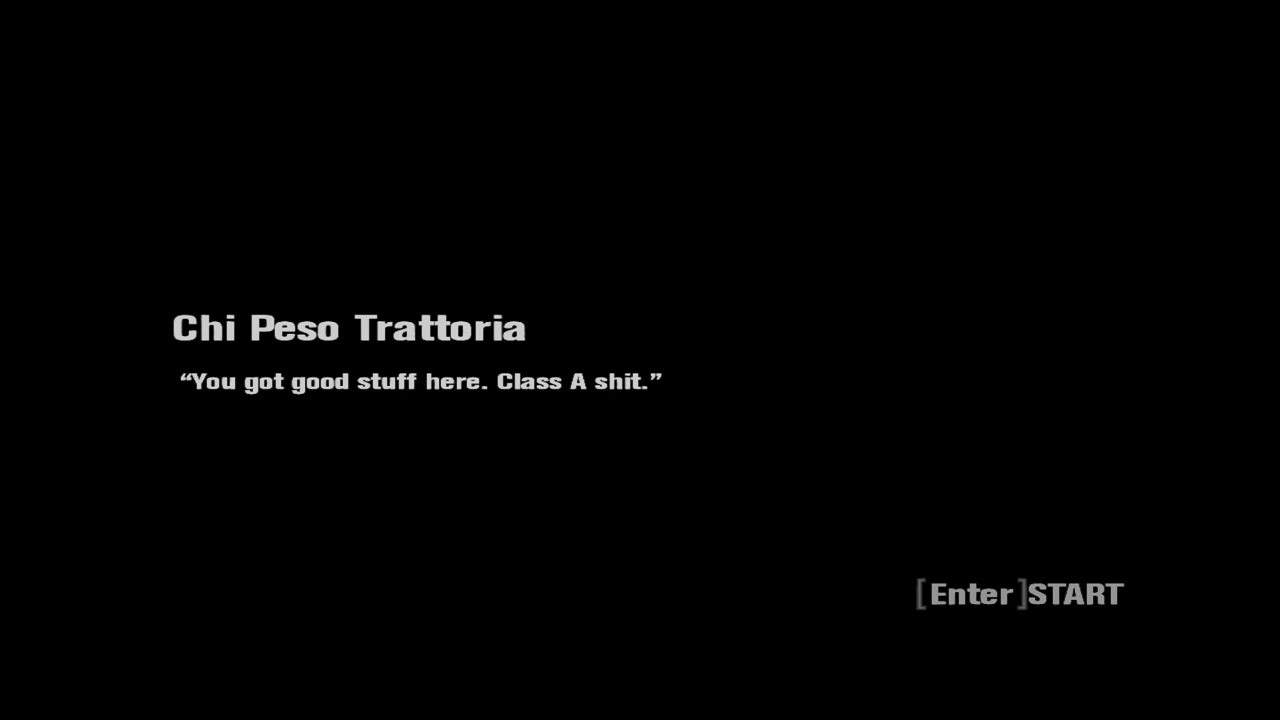 Chi Peso Trattoria
“You got good stuff here. Class A shit.”
[Enter]START